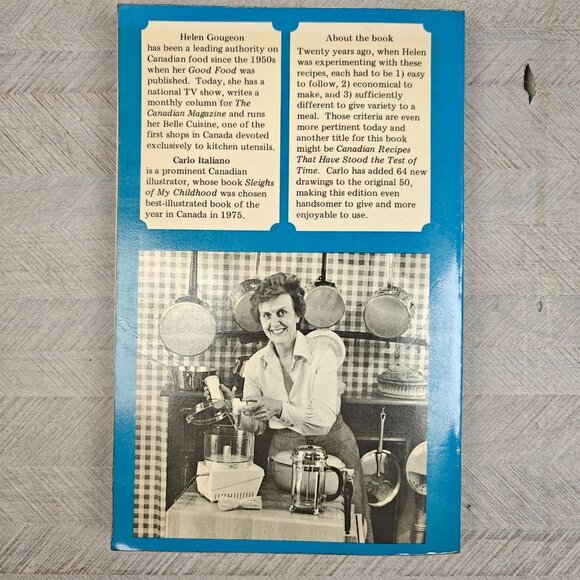 Helen Gougeon
has been a leading authority on
Canadian food since the 1950s
when her Good Food was
published. Today, she has a
national TV show, writes a
monthly column for The
Canadian Magazine and runs
her Belle Cuisine, one of the
first shops in Canada devoted
exclusively to kitchen utensils.
Carlo Italiano
is a prominent Canadian
illustrator, whose book Sleighs
of My Childhood was chosen
best-illustrated book of the
year in Canada in 1975.
About the book
Twenty years ago, when Helen
was experimenting with these
recipes, each had to be 1) easy
to follow, 2) economical to
make, and 3) sufficiently
different to give variety to a
meal. Those criteria are even
more pertinent today and
another title for this book
might be Canadian Recipes
That Have Stood the Test of
Time. Carlo has added 64 new
drawings to the original 50,
making this edition even
handsomer to give and more
enjoyable to use.